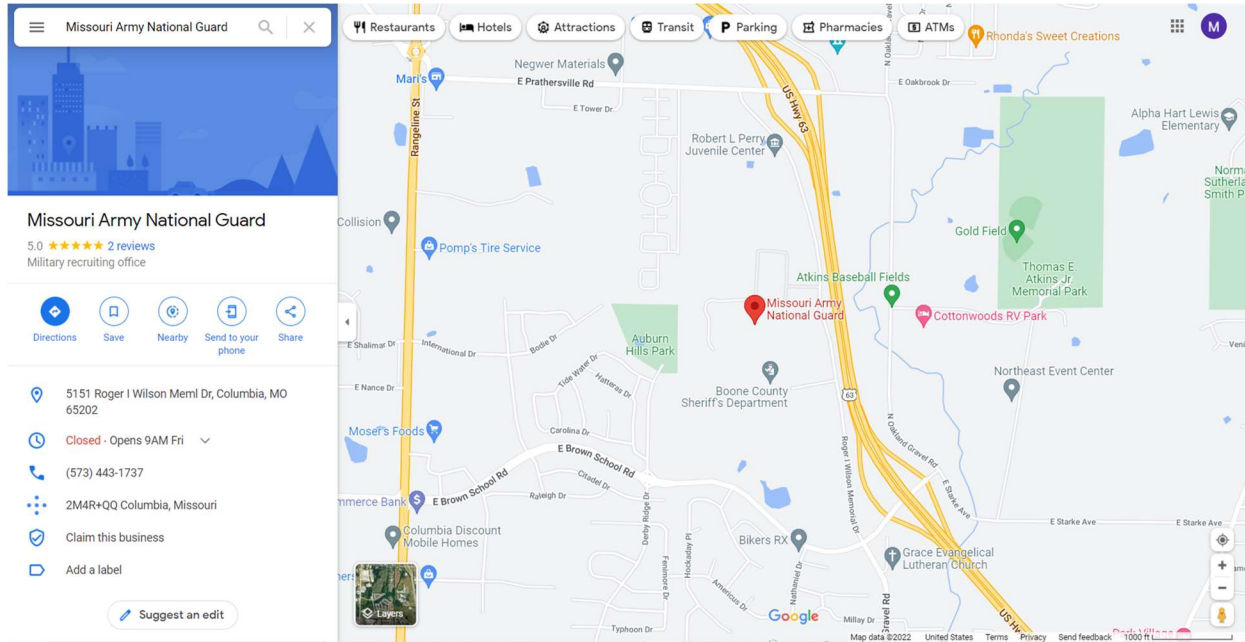 Missouri Army National Guard
Restaurants
Hotels
Attractions
Transit
Parking
Pharmacies
ATMs
M
Missouri Army National Guard
5.0
2 reviews
Military recruiting office
Directions
Save
Nearby
Send to your
phone
Share
5151 Roger I Wilson Meml Dr, Columbia, MO
65202
Closed · Opens 9AM Fri
(573) 443-1737
2M4R+QQ Columbia, Missouri
Claim this business
Add a label
Suggest an edit
Rhonda's Sweet Creations
Negwer Materials
Mari's
E Prathersville Rd
E Oakbrook Dr
US Hwy 63
Rangeline St
E Tower Dr
Alpha Hart Lewis
Elementary
Robert L Perry
Juvenile Center
Collision
Pomp's Tire Service
Gold Field
Thomas E.
Atkins Jr.
Memorial Park
Atkins Baseball Fields
Missouri Army
National Guard
Cottonwoods RV Park
Auburn
Hills Park
E Shalimar Dr
International Dr
Bodie Dr
Tide Water Dr
Hatteras Dr
Boone County
Sheriff's Department
Northeast Event Center
E Nance Dr
63
Moser's Foods
Carolina Dr
E Brown School Rd
N Oakland Gravel Rd
Roger I Wilson Memorial Dr
Citadel Dr
E Brown School Rd
Raleigh Dr
E Starke Ave
E Starke Ave
E Starke Ave
Derby Ridge Dr
Columbia Discount
Mobile Homes
Hockaday Pl
Bikers RX
Grace Evangelical
Lutheran Church
Fenimore Dr
Americus Dr
Nathaniel Dr
Layers
Google
Millay Dr
Typhoon Dr
Map data ©2022
United States
Terms
Privacy
Send feedback
1000 ft